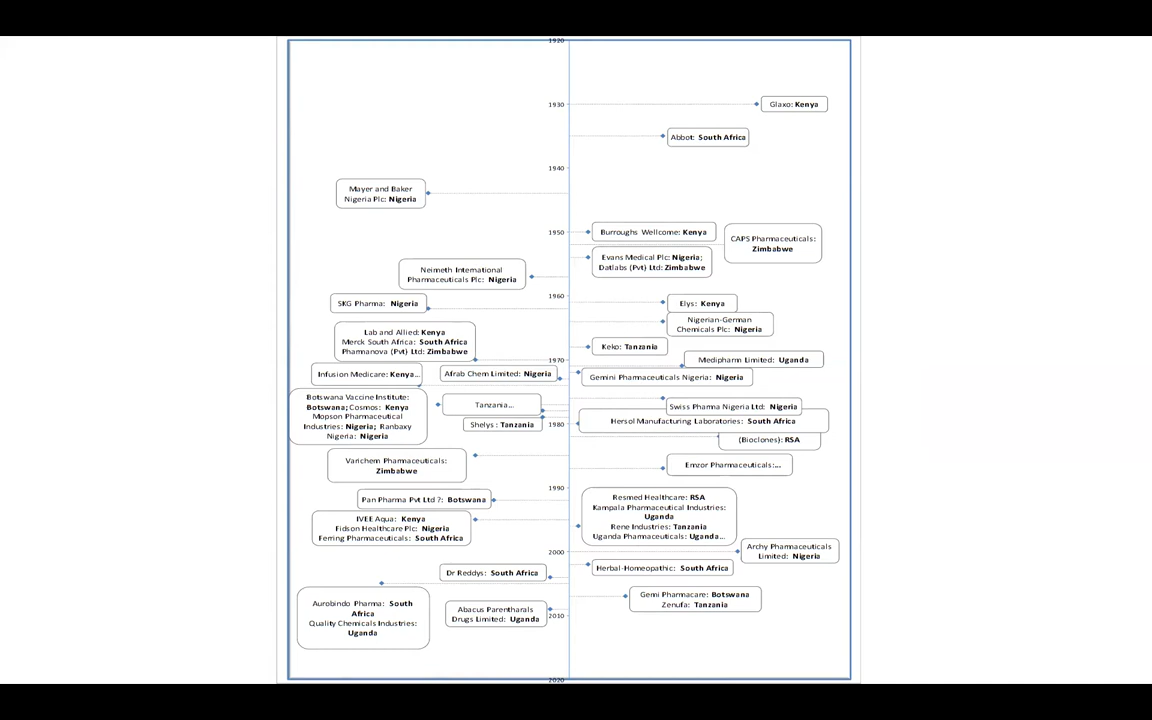 1920
1930
Glaxo: Kenya
Abbot: South Africa
1940
Mayer and Baker
Nigeria Plc: Nigeria
1950
Burroughs Wellcome: Kenya
CAPS Pharmaceuticals:
Zimbabwe
Evans Medical Plc: Nigeria;
Datlabs (Pvt) Ltd: Zimbabwe
Neimeth International
Pharmaceuticals Plc: Nigeria
1960
SKG Pharma: Nigeria
Elys: Kenya
Nigerian-German
Chemicals Plc: Nigeria
Lab and Allied: Kenya
Merck South Africa: South Africa
Pharmanova (Pvt) Ltd: Zimbabwe
Keko: Tanzania
1970
Medipharm Limited: Uganda
Infusion Medicare: Kenya...
Afrab Chem Limited: Nigeria
Gemini Pharmaceuticals Nigeria: Nigeria
Botswana Vaccine Institute:
Botswana; Cosmos: Kenya
Mopson Pharmaceutical
Industries: Nigeria; Ranbaxy
Nigeria: Nigeria
Tanzania...
Swiss Pharma Nigeria Ltd: Nigeria
Shelys : Tanzania
1980
Hersol Manufacturing Laboratories: South Africa
(Bioclones): RSA
Varichem Pharmaceuticals:
Zimbabwe
Emzor Pharmaceuticals:...
1990
Pan Pharma Pvt Ltd ?: Botswana
Resmed Healthcare: RSA
Kampala Pharmaceutical Industries:
Uganda
Rene Industries: Tanzania
Uganda Pharmaceuticals: Uganda...
IVEE Aqua: Kenya
Fidson Healthcare Plc: Nigeria
Ferring Pharmaceuticals: South Africa
2000
Archy Pharmaceuticals
Limited: Nigeria
Dr Reddys: South Africa
Herbal-Homeopathic: South Africa
Aurobindo Pharma: South
Africa
Quality Chemicals Industries:
Uganda
Abacus Parentharals
Drugs Limited: Uganda
2010
Gemi Pharmacare: Botswana
Zenufa: Tanzania
2020